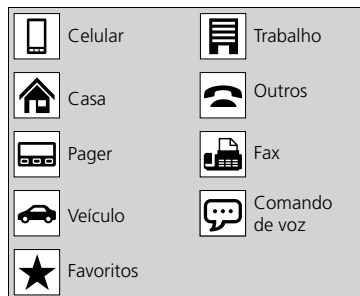 Celular
Trabalho
Casa
Outros
Pager
Fax
Veículo
Comando
de voz
Favoritos